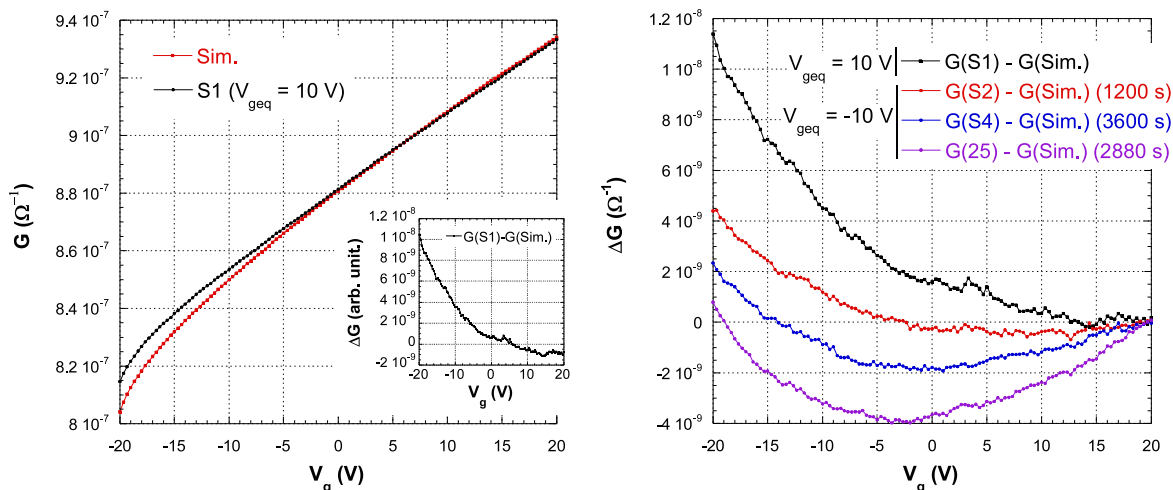 9.4 10⁻⁷
9.2 10⁻⁷
9 10⁻⁷
8.8 10⁻⁷
8.6 10⁻⁷
8.4 10⁻⁷
8.2 10⁻⁷
8 10⁻⁷
G (Ω⁻¹)
Sim.
S1 (V_geq = 10 V)
-20 -15 -10 -5 0 5 10 15 20
V_g (V)
1.2 10⁻⁸
1 10⁻⁸
8 10⁻⁹
6 10⁻⁹
4 10⁻⁹
2 10⁻⁹
0
-2 10⁻⁹
ΔG (arb. unit.)
G(S1)-G(Sim.)
-20 -10 0 10 20
V_g (V)
1.2 10⁻⁸
1 10⁻⁸
8 10⁻⁹
6 10⁻⁹
4 10⁻⁹
2 10⁻⁹
0
-2 10⁻⁹
-4 10⁻⁹
ΔG (Ω⁻¹)
V_geq = 10 V
G(S1) - G(Sim.)
V_geq = -10 V
G(S2) - G(Sim.) (1200 s)
G(S4) - G(Sim.) (3600 s)
G(25) - G(Sim.) (2880 s)
-20 -15 -10 -5 0 5 10 15 20
V_g (V)